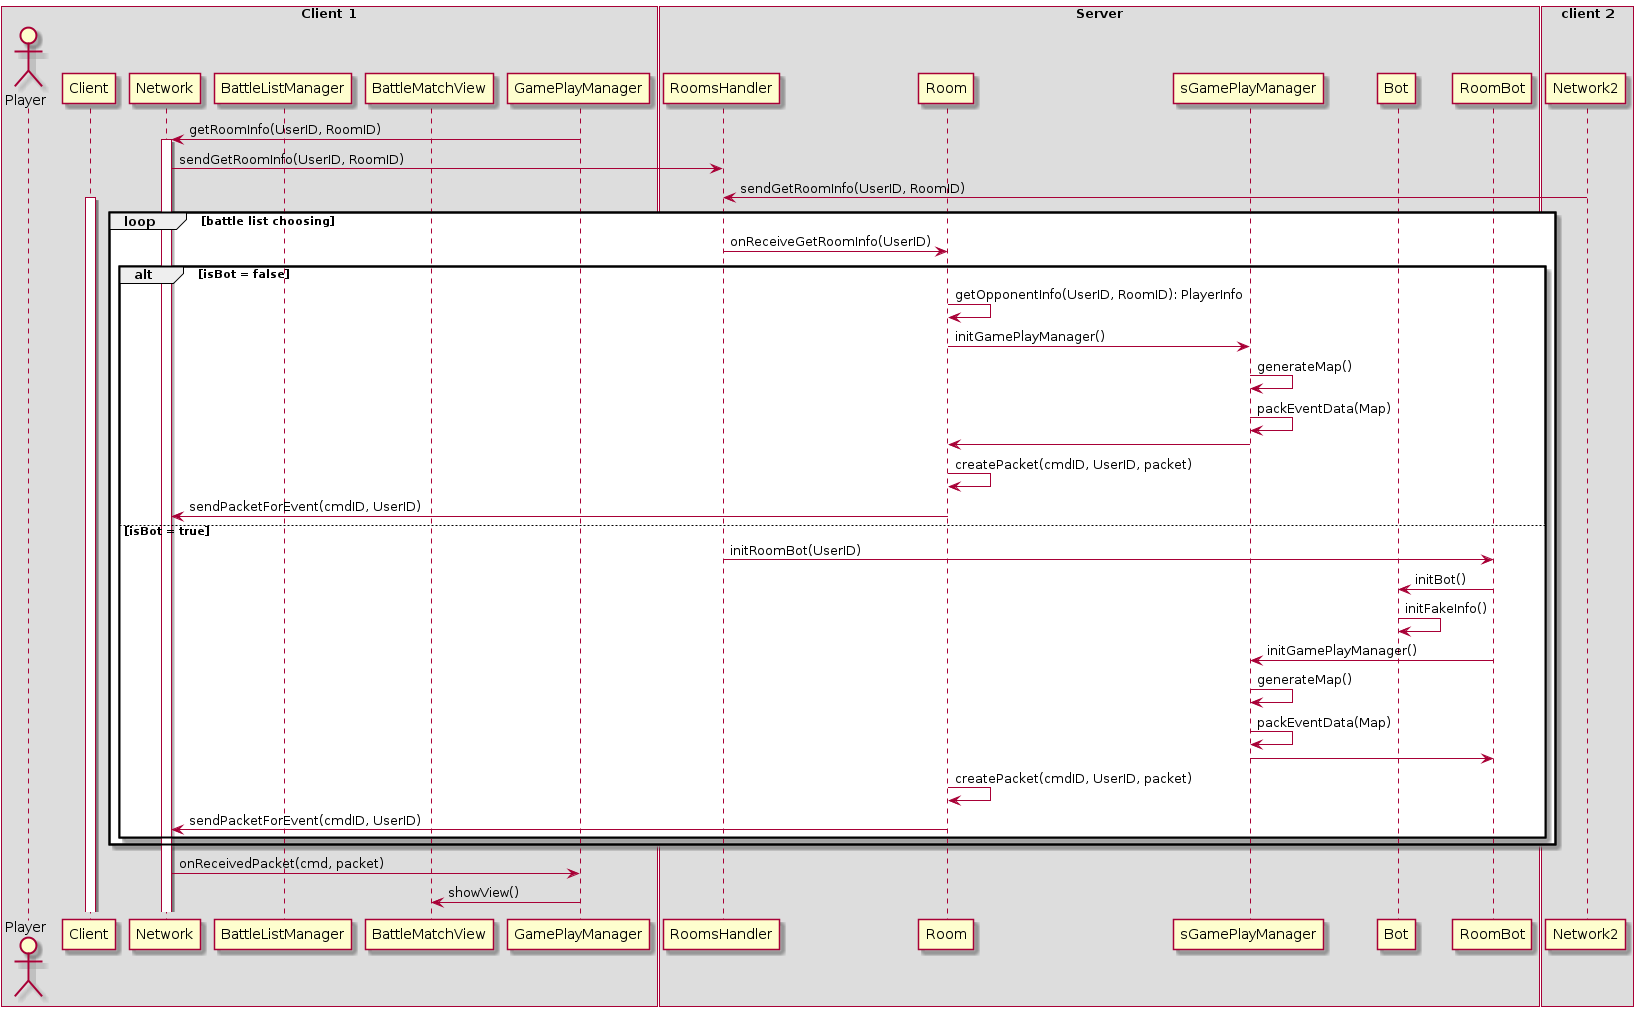 Client 1
Server
client 2
Player
Client
Network
BattleListManager
BattleMatchView
GamePlayManager
RoomsHandler
Room
sGamePlayManager
Bot
RoomBot
Network2
getRoomInfo(UserID, RoomID)
sendGetRoomInfo(UserID, RoomID)
sendGetRoomInfo(UserID, RoomID)
loop [battle list choosing]
onReceiveGetRoomInfo(UserID)
alt [isBot = false]
getOpponentInfo(UserID, RoomID): PlayerInfo
initGamePlayManager()
generateMap()
packEventData(Map)
createPacket(cmdID, UserID, packet)
sendPacketForEvent(cmdID, UserID)
[isBot = true]
initRoomBot(UserID)
initBot()
initFakeInfo()
initGamePlayManager()
generateMap()
packEventData(Map)
createPacket(cmdID, UserID, packet)
sendPacketForEvent(cmdID, UserID)
onReceivedPacket(cmd, packet)
showView()
Player
Client
Network
BattleListManager
BattleMatchView
GamePlayManager
RoomsHandler
Room
sGamePlayManager
Bot
RoomBot
Network2